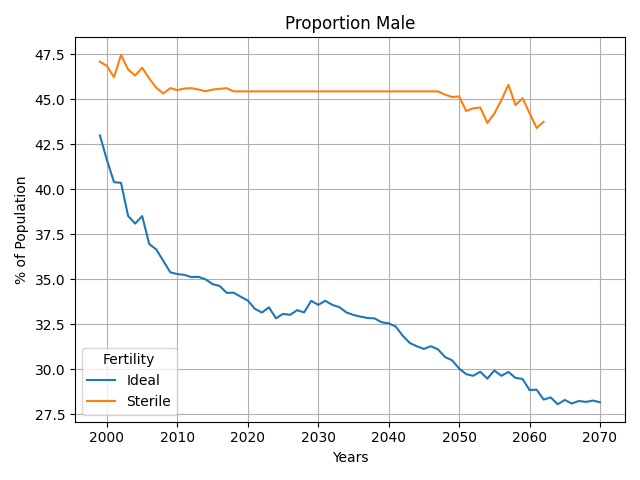 Proportion Male
% of Population
47.5
45.0
42.5
40.0
37.5
35.0
32.5
30.0
27.5
Fertility
Ideal
Sterile
2000 2010 2020 2030 2040 2050 2060 2070
Years